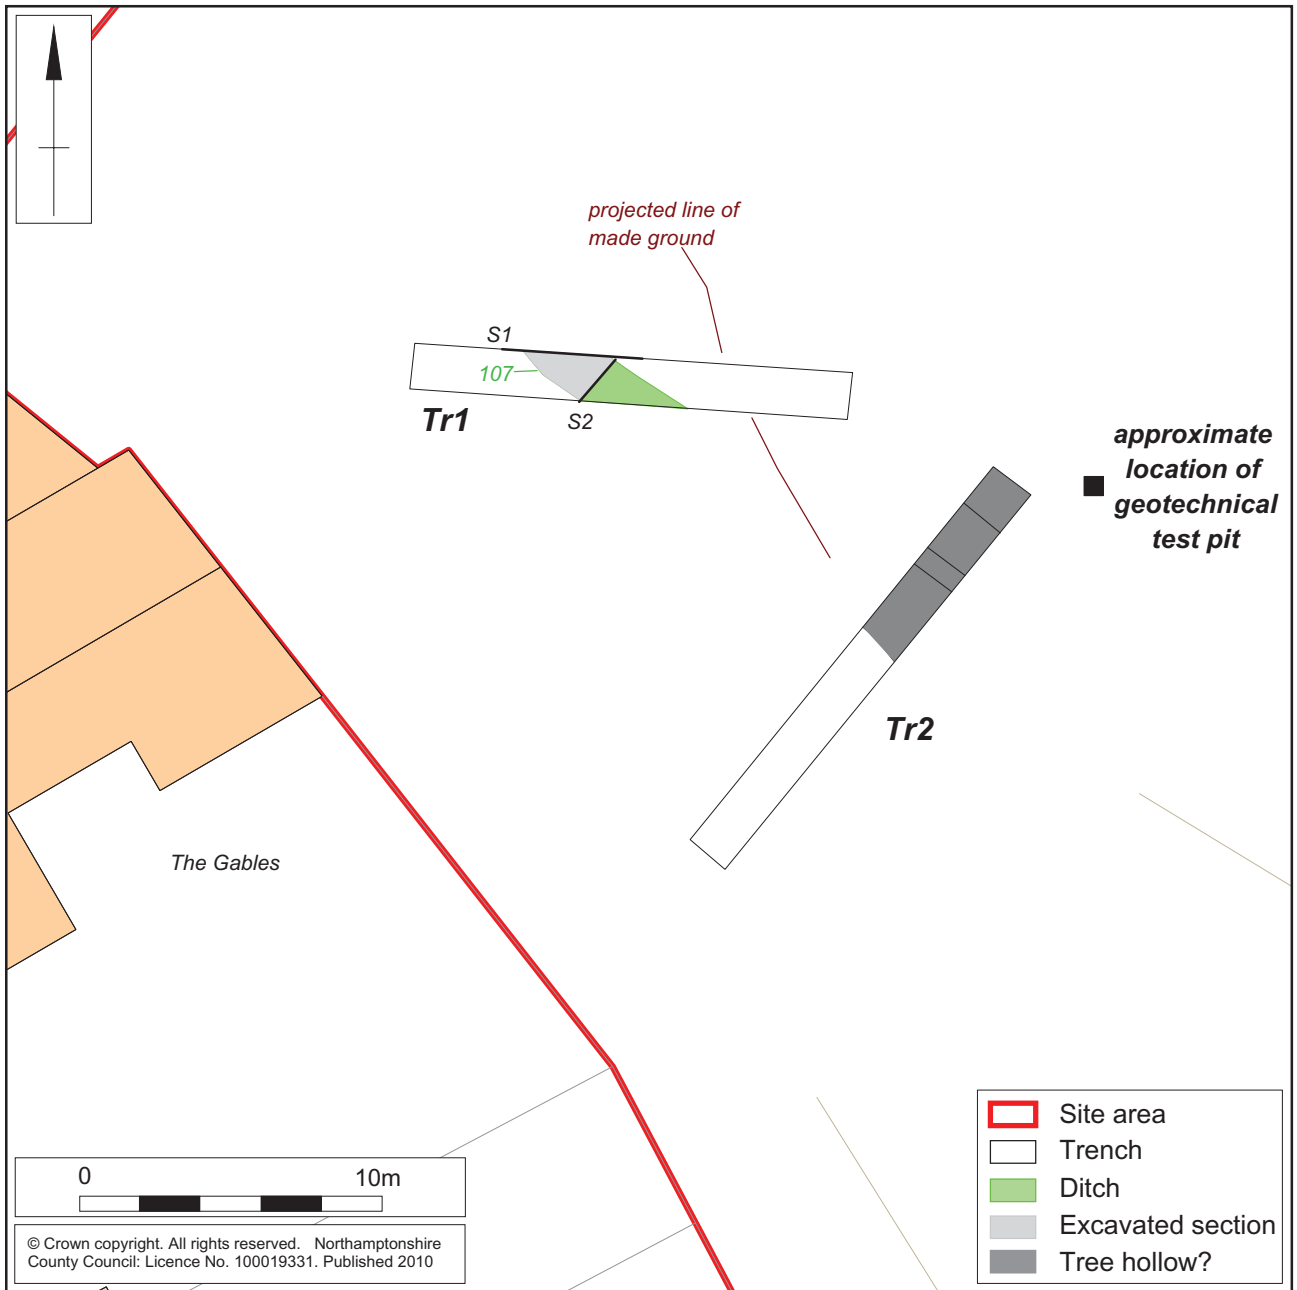 projected line of
made ground
S1
107
Tr1
S2
approximate
location of
geotechnical
test pit
Tr2
The Gables
0 10m
© Crown copyright. All rights reserved. Northamptonshire
County Council: Licence No. 100019331. Published 2010
Site area
Trench
Ditch
Excavated section
Tree hollow?